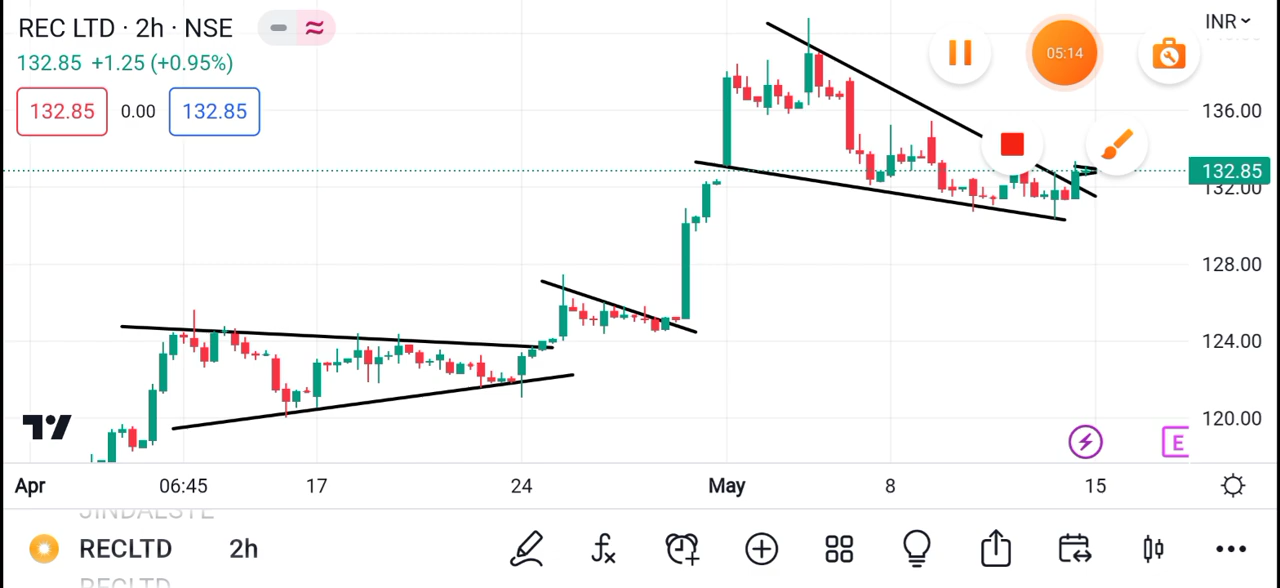 REC LTD · 2h · NSE
INR
132.85 +1.25 (+0.95%)
05:14
132.85 0.00 132.85
136.00
132.85
132.00
128.00
124.00
120.00
E
Apr 06:45 17 24 May 8 15
JINDALSTE
RECLTD 2h
RECLTD